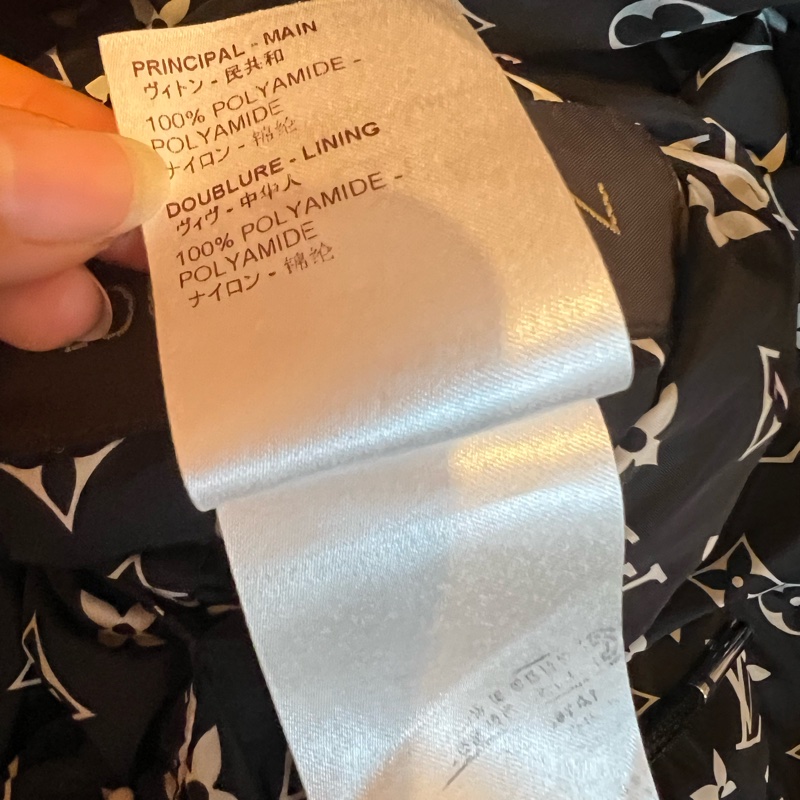 PRINCIPAL - MAIN
ヴィトン - 民共和
100% POLYAMIDE -
POLYAMIDE
ナイロン - 锦纶
DOUBLURE - LINING
ヴィヴ - 中华人
100% POLYAMIDE -
POLYAMIDE
ナイロン - 锦纶